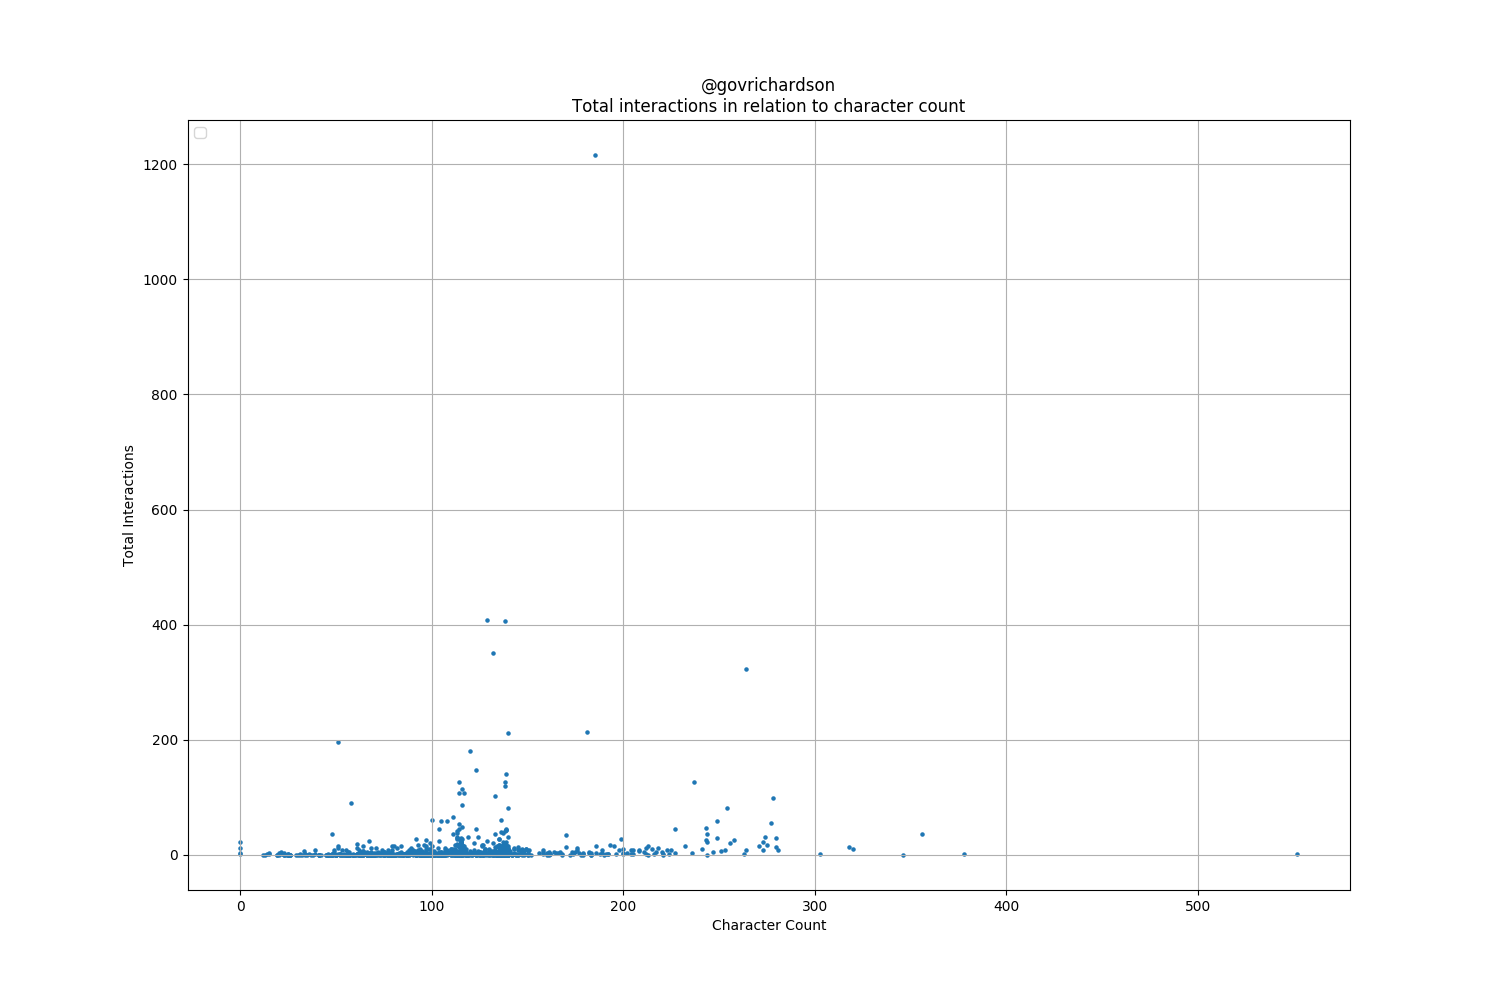 @govrichardson
Total interactions in relation to character count
1200
1000
800
600
400
200
0
Total Interactions
0 100 200 300 400 500
Character Count